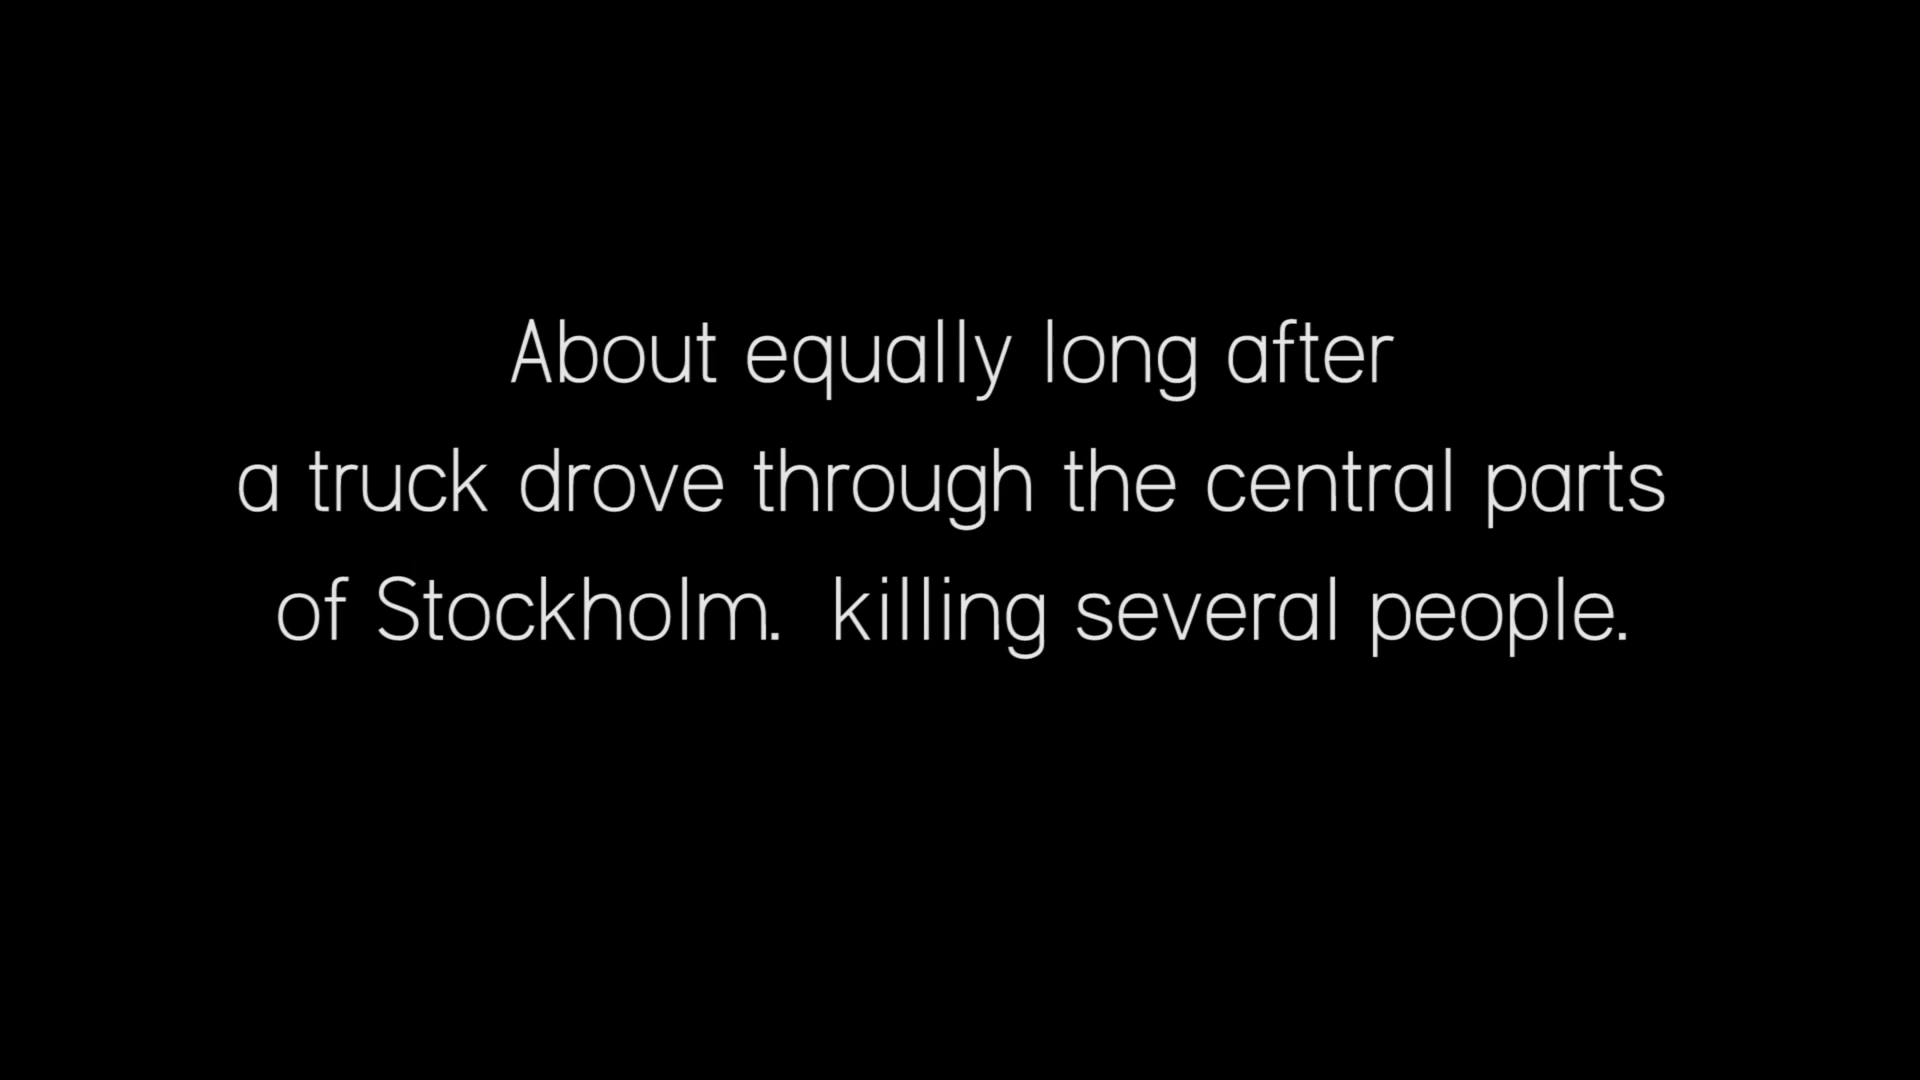 About equally long after
a truck drove through the central parts
of Stockholm.  killing several people.